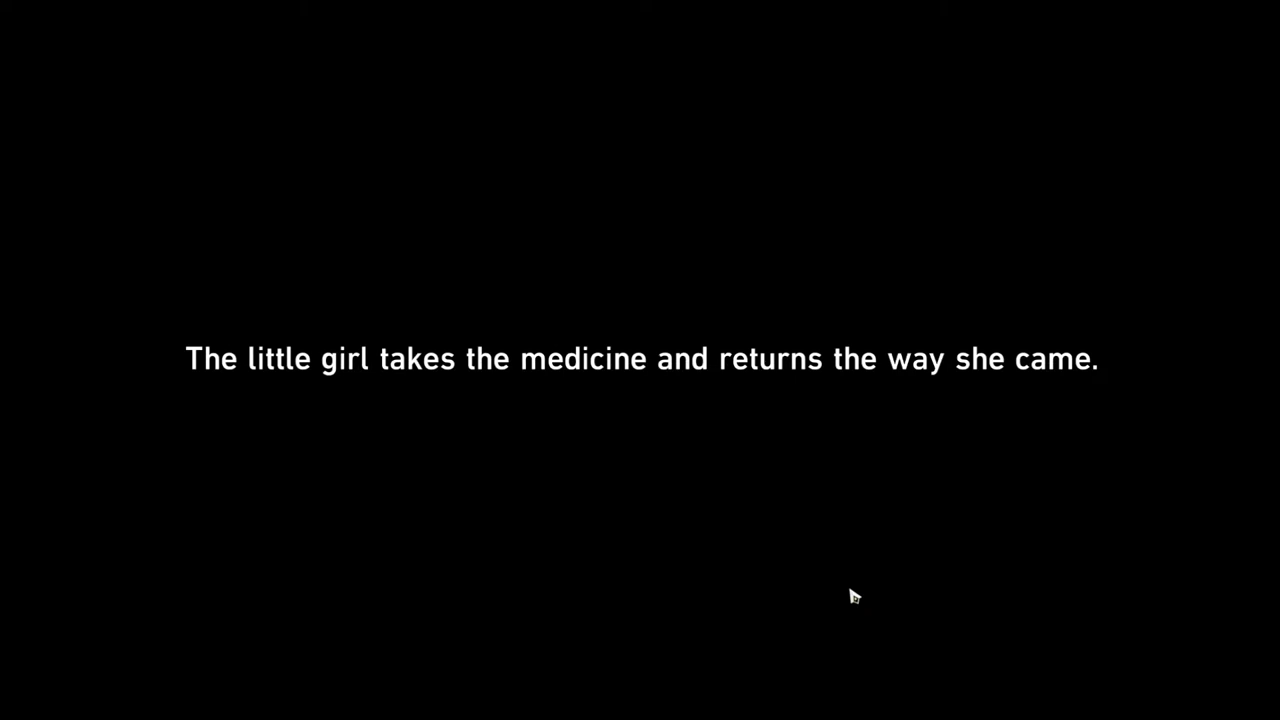 The little girl takes the medicine and returns the way she came.